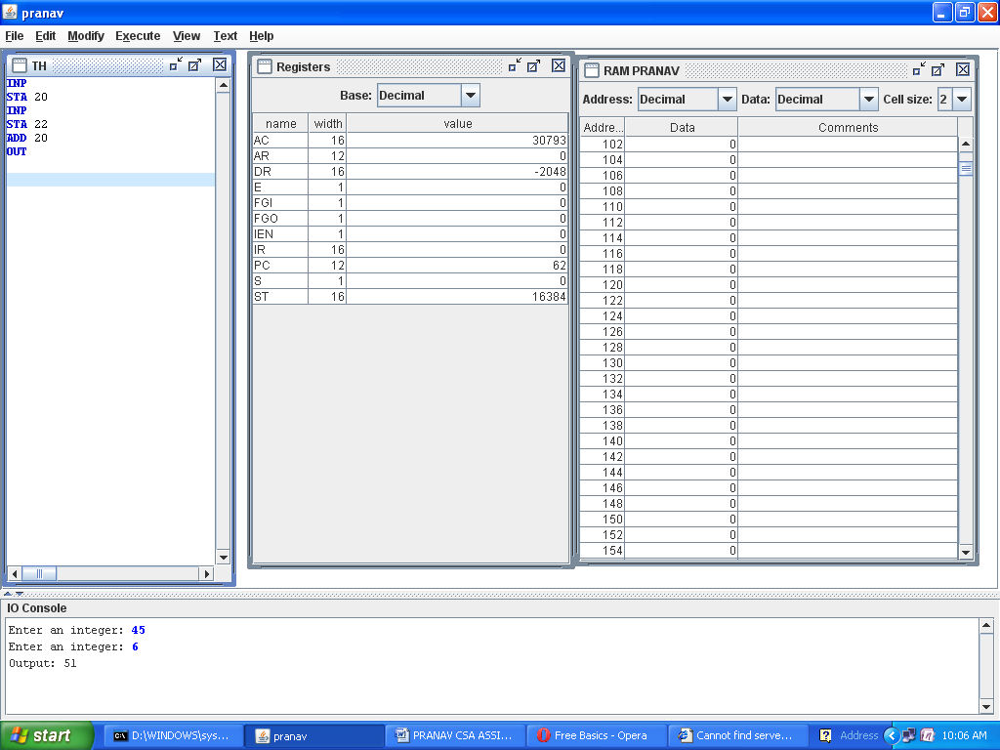 pranav
File Edit Modify Execute View Text Help
TH
INP
STA 20
INP
STA 22
ADD 20
OUT
Registers
Base: Decimal
name width value
AC 16 30793
AR 12 0
DR 16 -2048
E 1 0
FGI 1 0
FGO 1 0
IEN 1 0
IR 16 0
PC 12 62
S 1 0
ST 16 16384
RAM PRANAV
Address: Decimal Data: Decimal Cell size: 2
Addre... Data Comments
102 0
104 0
106 0
108 0
110 0
112 0
114 0
116 0
118 0
120 0
122 0
124 0
126 0
128 0
130 0
132 0
134 0
136 0
138 0
140 0
142 0
144 0
146 0
148 0
150 0
152 0
154 0
IO Console
Enter an integer: 45
Enter an integer: 6
Output: 51
start D:\WINDOWS\sys... pranav PRANAV CSA ASSI... Free Basics - Opera Cannot find serve... Address 10:06 AM